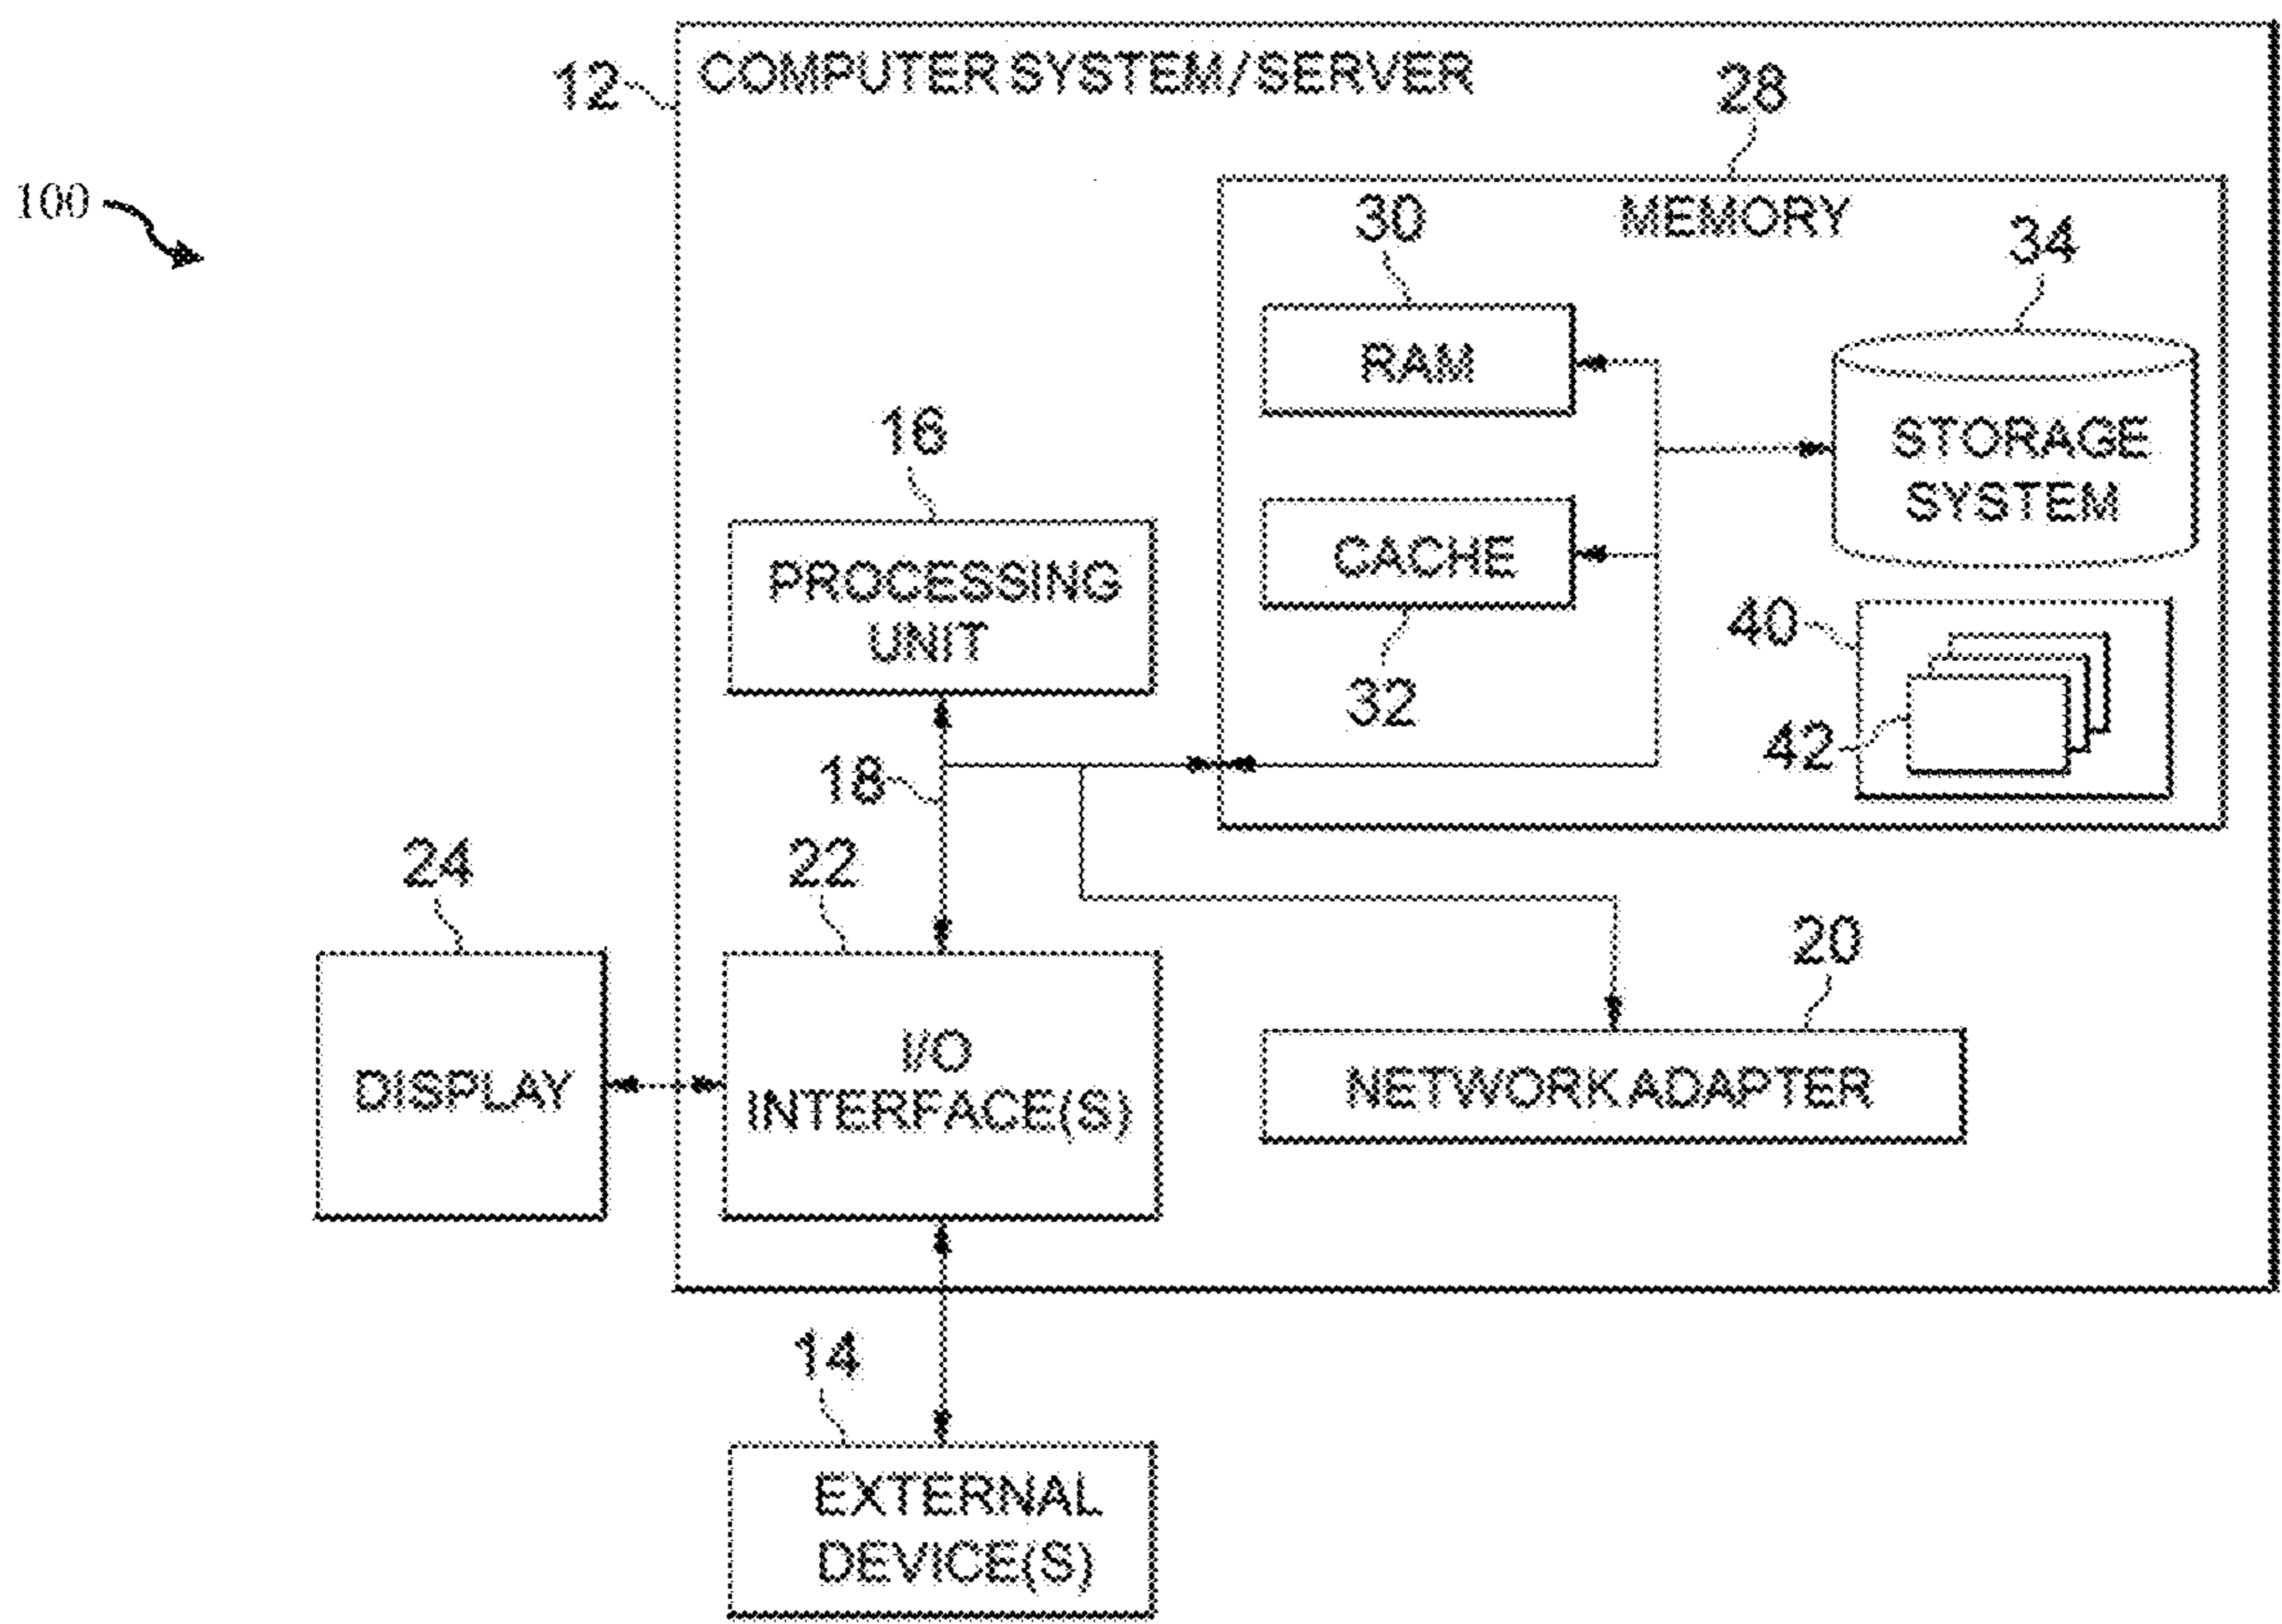 12
COMPUTER SYSTEM/SERVER
28
100
30
MEMORY
34
RAM
16
STORAGE
SYSTEM
PROCESSING
UNIT
CACHE
40
32
42
18
24
22
20
DISPLAY
I/O
INTERFACE(S)
NETWORK ADAPTER
14
EXTERNAL
DEVICE(S)